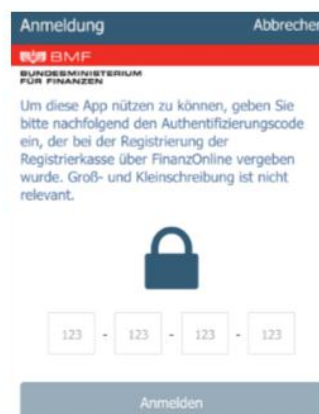 Anmeldung Abbrechen
BMF
BUNDESMINISTERIUM
FÜR FINANZEN
Um diese App nützen zu können, geben Sie
bitte nachfolgend den Authentifizierungscode
ein, der bei der Registrierung der
Registrierkasse über FinanzOnline vergeben
wurde. Groß- und Kleinschreibung ist nicht
relevant.
123 - 123 - 123 - 123
Anmelden